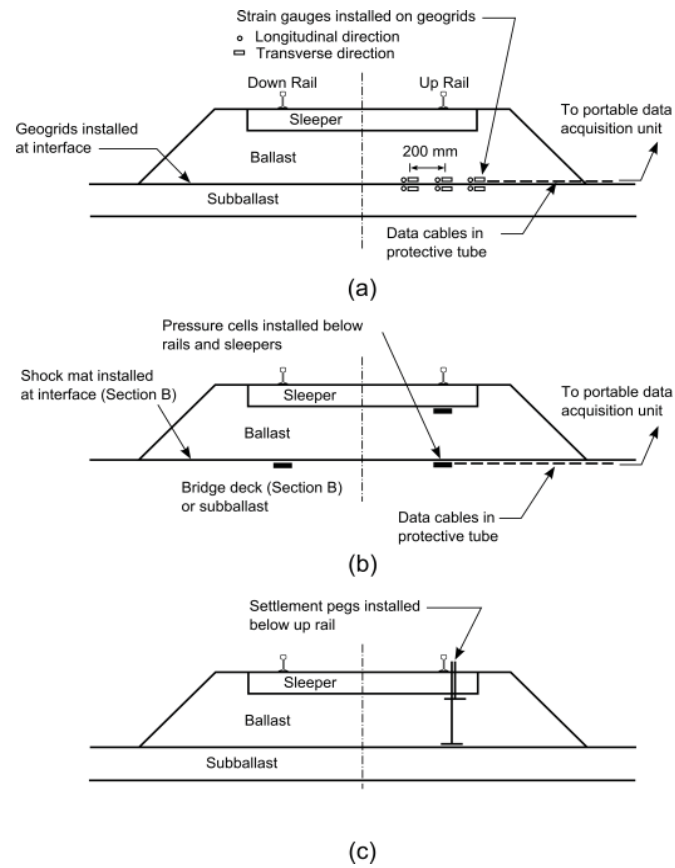 Strain gauges installed on geogrids
Longitudinal direction
Transverse direction
Down Rail
Up Rail
To portable data
acquisition unit
Sleeper
Geogrids installed
at interface
Ballast
200 mm
Subballast
Data cables in
protective tube
(a)
Pressure cells installed below
rails and sleepers
Shock mat installed
at interface (Section B)
To portable data
acquisition unit
Sleeper
Ballast
Bridge deck (Section B)
or subballast
Data cables in
protective tube
(b)
Settlement pegs installed
below up rail
Sleeper
Ballast
Subballast
(c)